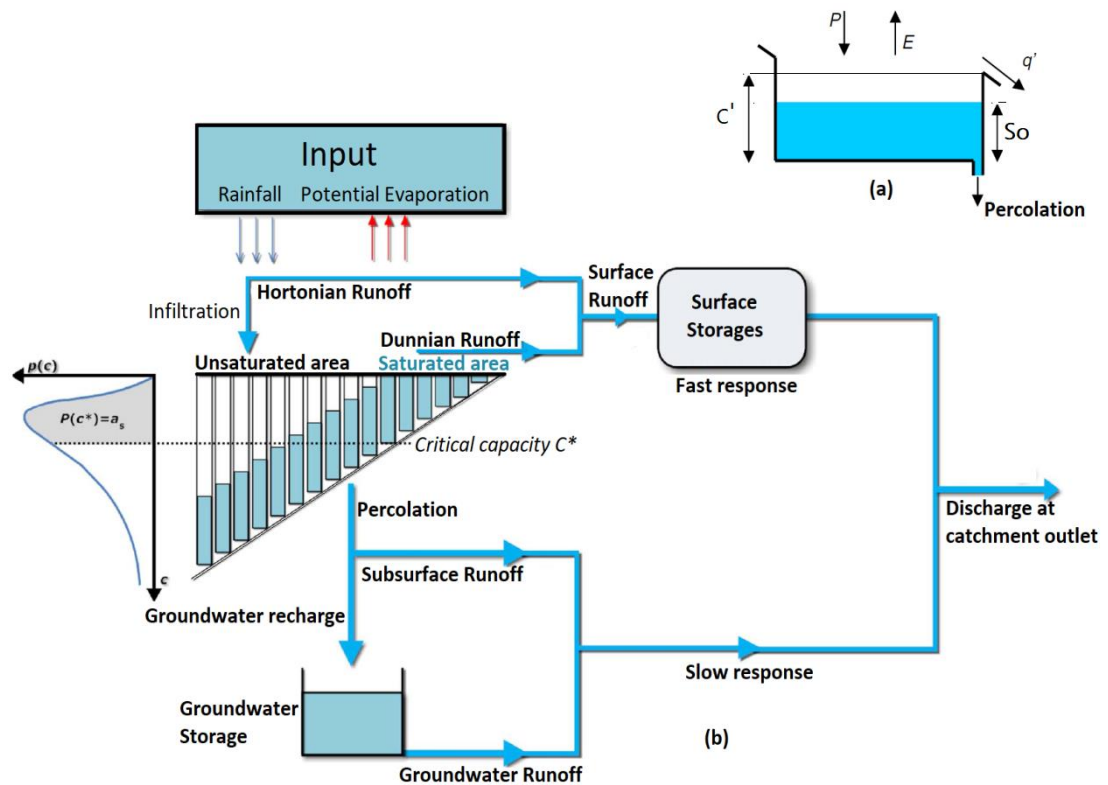 P
E
q'
C'
So
(a)
Percolation
Input
Rainfall Potential Evaporation
Infiltration
Hortonian Runoff
Surface
Runoff
Surface
Storages
Fast response
Dunnian Runoff
Unsaturated area
Saturated area
p(c)
P(c*)=as
Critical capacity C*
c
Percolation
Subsurface Runoff
Groundwater recharge
Groundwater
Storage
Groundwater Runoff
Slow response
Discharge at
catchment outlet
(b)